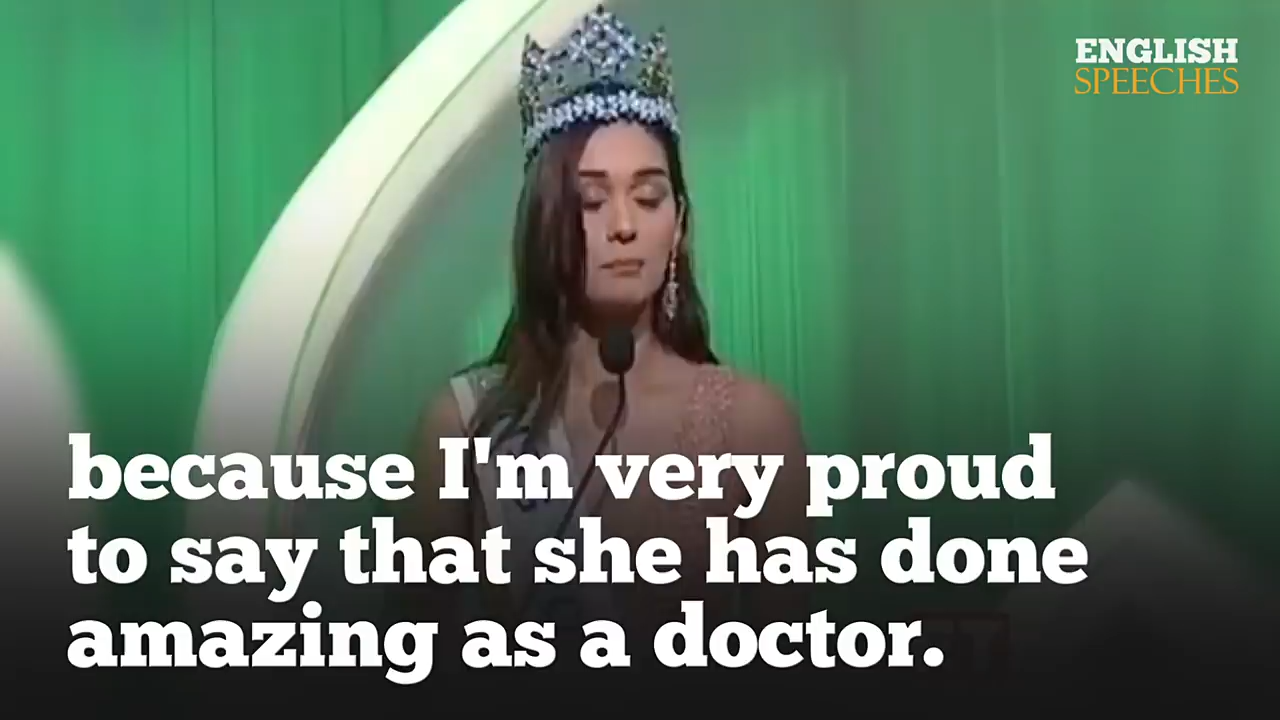 ENGLISH
SPEECHES
because I'm very proud
to say that she has done
amazing as a doctor.